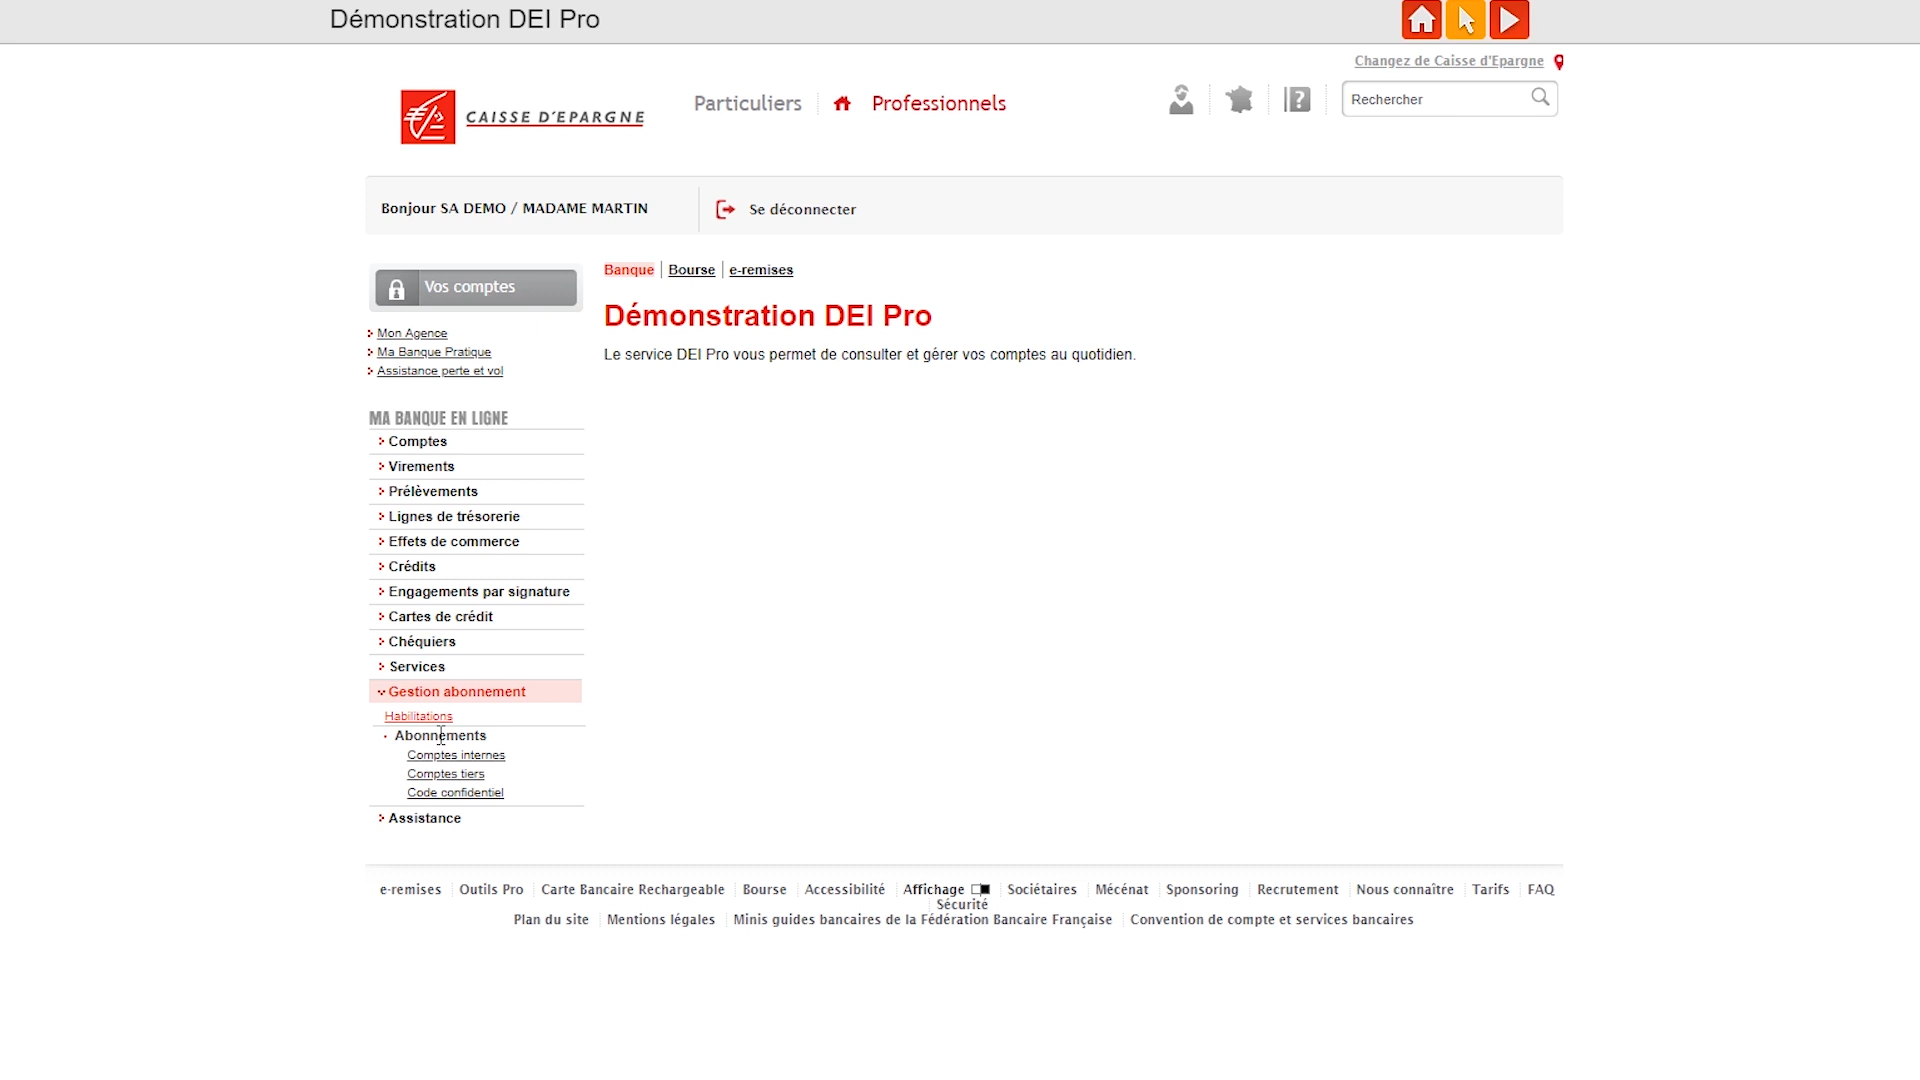 Démonstration DEI Pro
Changez de Caisse d'Epargne
CAISSE D'EPARGNE
Particuliers
Professionnels
Rechercher
Bonjour SA DEMO / MADAME MARTIN
Se déconnecter
Vos comptes
Mon Agence
Ma Banque Pratique
Assistance perte et vol
MA BANQUE EN LIGNE
Comptes
Virements
Prélèvements
Lignes de trésorerie
Effets de commerce
Crédits
Engagements par signature
Cartes de crédit
Chéquiers
Services
Gestion abonnement
Habilitations
Abonnements
Comptes internes
Comptes tiers
Code confidentiel
Assistance
Banque | Bourse | e-remises
Démonstration DEI Pro
Le service DEI Pro vous permet de consulter et gérer vos comptes au quotidien.
e-remises Outils Pro Carte Bancaire Rechargeable Bourse Accessibilité Affichage Sociétaires Mécénat Sponsoring Recrutement Nous connaître Tarifs FAQ
Sécurité
Plan du site Mentions légales Minis guides bancaires de la Fédération Bancaire Française Convention de compte et services bancaires